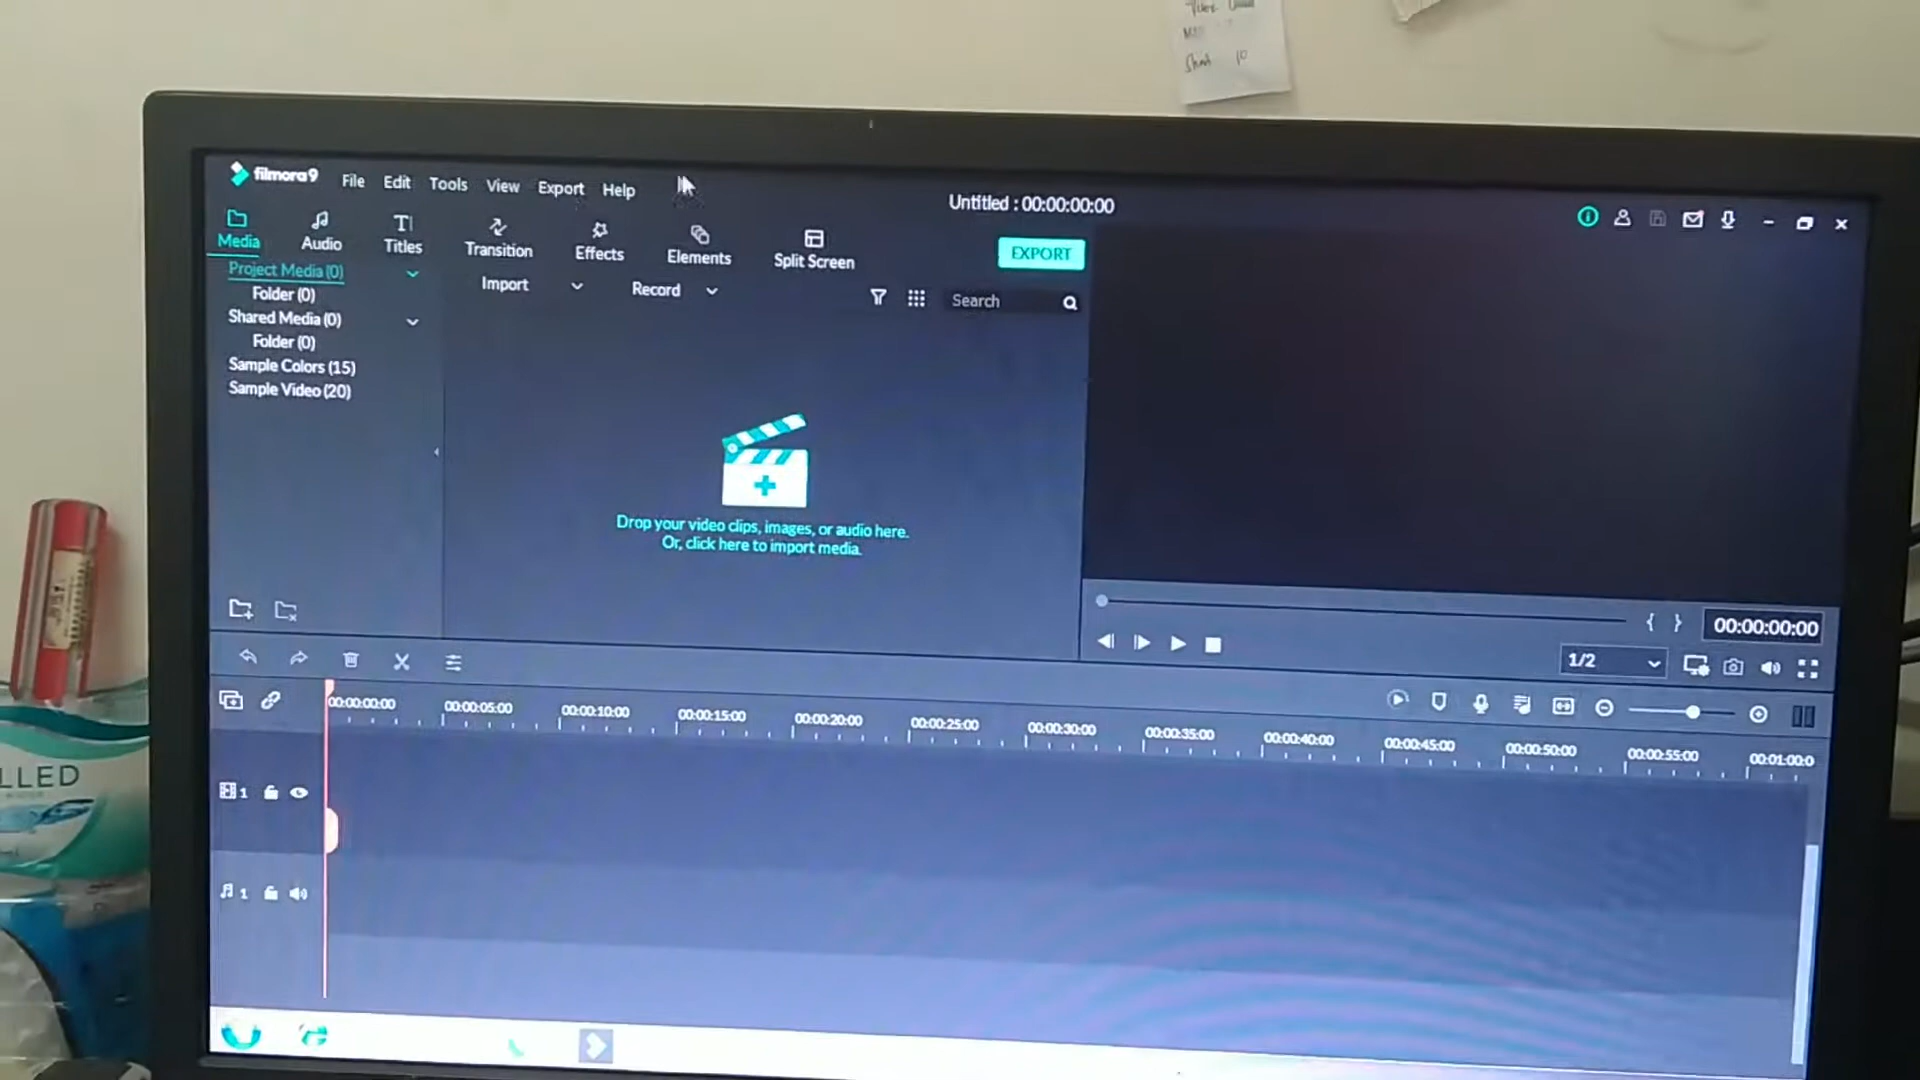 10
filmora9 File Edit Tools View Export Help
Untitled : 00:00:00:00
Media Audio Titles Transition Effects Elements Split Screen
EXPORT
Project Media (0)
Folder (0)
Shared Media (0)
Folder (0)
Sample Colors (15)
Sample Video (20)
Import Record Search
Drop your video clips, images, or audio here.
Or, click here to import media.
{ } 00:00:00:00
1/2
00:00:00:00 00:00:05:00 00:00:10:00 00:00:15:00 00:00:20:00 00:00:25:00 00:00:30:00 00:00:35:00 00:00:40:00 00:00:45:00 00:00:50:00 00:00:55:00 00:01:00:0
1
1
LLED